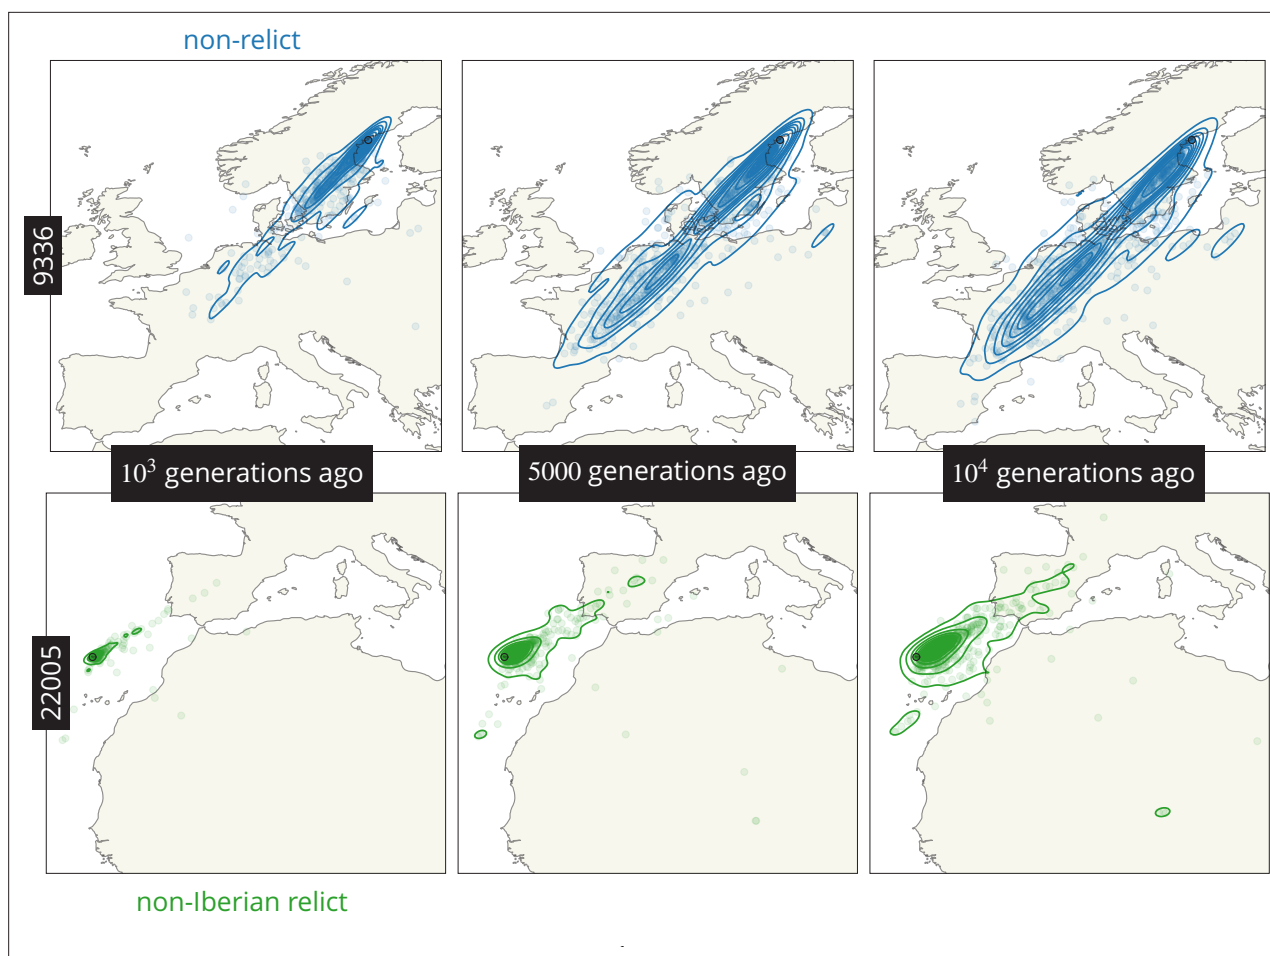 non-relict
9336
10³ generations ago
5000 generations ago
10⁴ generations ago
22005
non-Iberian relict